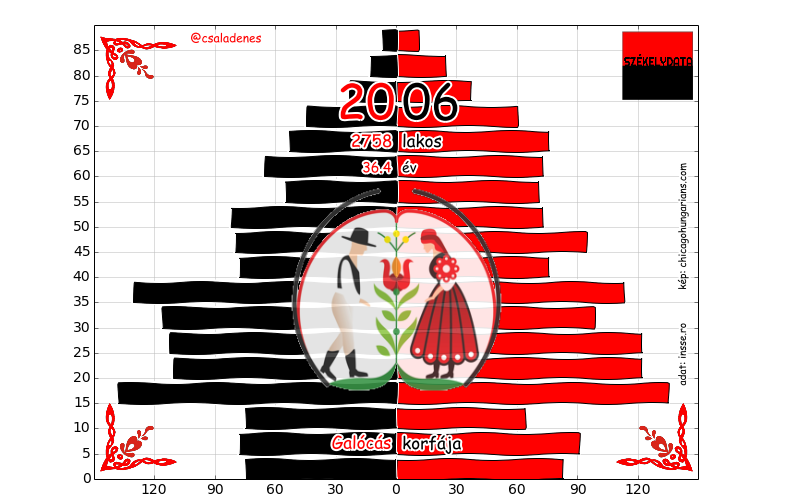 @csaladenes
SZÉKELYDATA
2006
2758 lakos
36.4 év
kép: chicagohungarians.com
adat: insse.ro
Galócás korfája
85
80
75
70
65
60
55
50
45
40
35
30
25
20
15
10
5
0
120 90 60 30 0 30 60 90 120